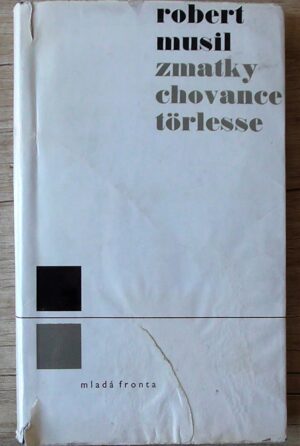 robert
musil
zmatky
chovance
törlesse
mladá fronta